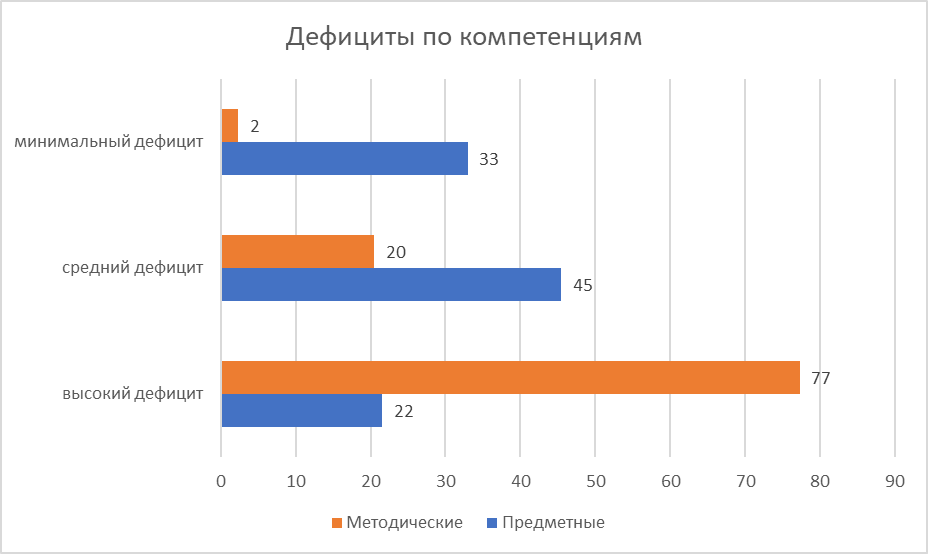 Дефициты по компетенциям
минимальный дефицит
2
33
средний дефицит
20
45
высокий дефицит
77
22
0 10 20 30 40 50 60 70 80 90
Методические Предметные